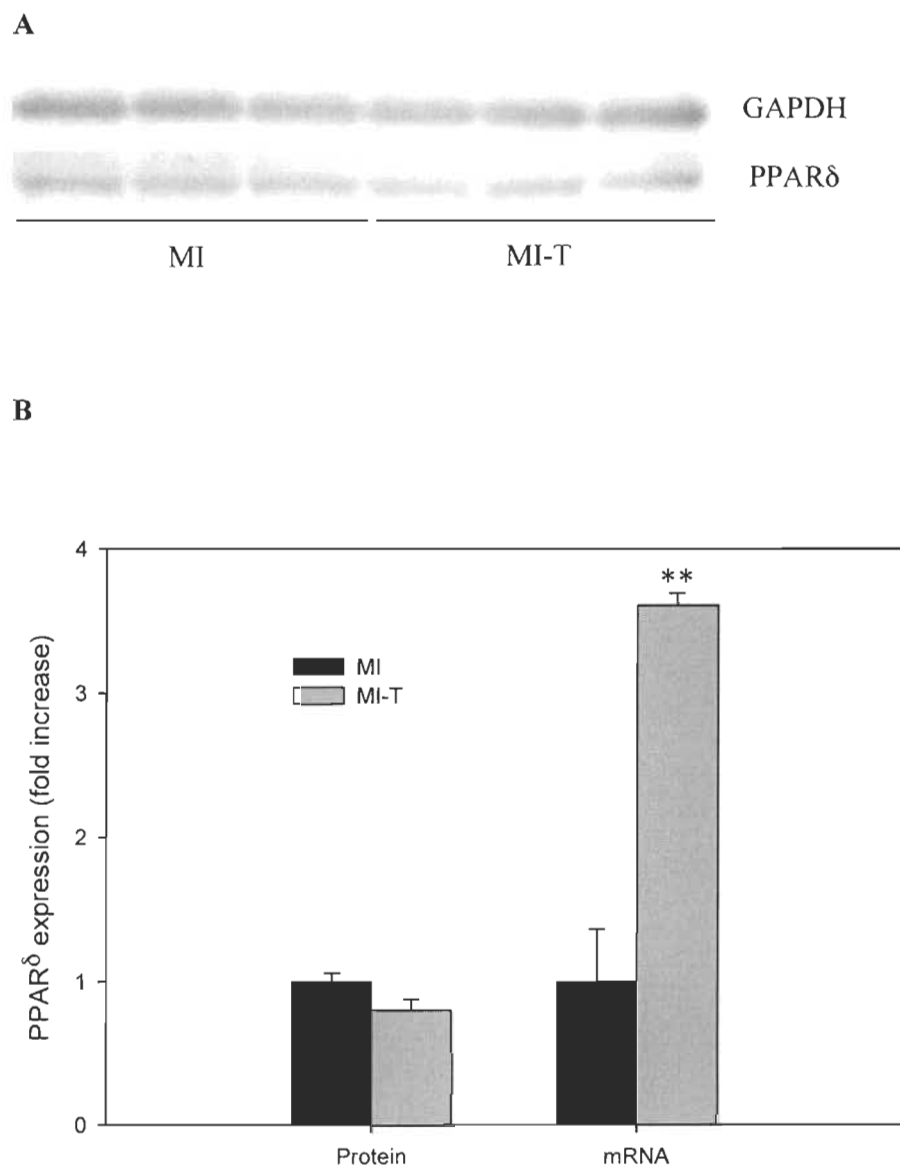 A
GAPDH
PPARδ
MI MI-T
B
PPARδ expression (fold increase)
4
3
2
1
0
**
MI
MI-T
Protein mRNA